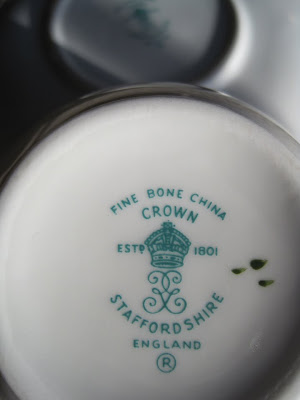 FINE BONE CHINA
CROWN
ESTD 1801
STAFFORDSHIRE
ENGLAND
®